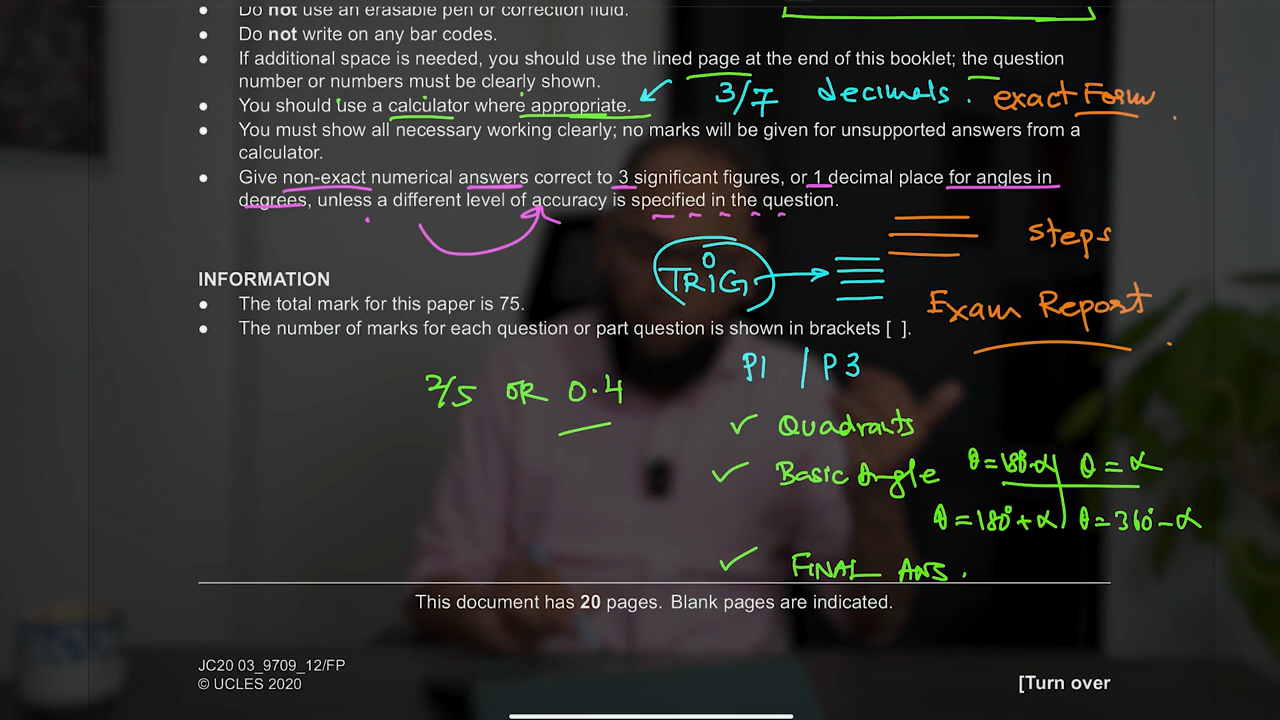 Do not use an erasable pen or correction fluid.
Do not write on any bar codes.
If additional space is needed, you should use the lined page at the end of this booklet; the question
number or numbers must be clearly shown.
You should use a calculator where appropriate.
3/7 decimals. exact Form.
You must show all necessary working clearly; no marks will be given for unsupported answers from a
calculator.
Give non-exact numerical answers correct to 3 significant figures, or 1 decimal place for angles in
degrees, unless a different level of accuracy is specified in the question.
steps
TRIG
INFORMATION
The total mark for this paper is 75.
Exam Report
The number of marks for each question or part question is shown in brackets [ ].
P1 / P3
2/5 OR 0.4
✓ Quadrants
✓ Basic Angle
θ = 180-α θ = α
θ = 180°+α θ = 360°-α
✓ FINAL ANS.
This document has 20 pages. Blank pages are indicated.
JC20 03_9709_12/FP
© UCLES 2020
[Turn over